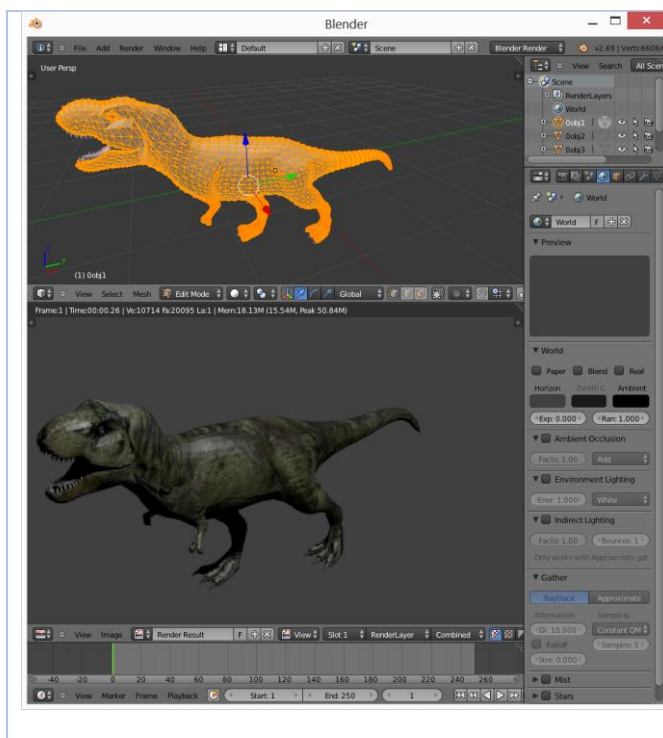 Blender
File Add Render Window Help Default Scene Blender Render v2.69 | Verts:6606/
User Persp
(1) 0obj1
View Select Mesh Edit Mode Global
Frame:1 | Time:00:00.26 | Ve:10714 Fa:20095 La:1 | Mem:18.13M (15.54M, Peak 50.84M)
View Image Render Result F View Slot 1 RenderLayer Combined
-40 -20 0 20 40 60 80 100 120 140 160 180 200 220 240 260
View Marker Frame Playback Start: 1 End: 250 1
View Search All Scen
Scene
RenderLayers
World
0obj1
0obj2
0obj3
World
World F
Preview
World
Paper Blend Real
Horizon Zenith C Ambient
Exp: 0.000 Ran: 1.000
Ambient Occlusion
Facto: 1.00 Add
Environment Lighting
Ener: 1.000 White
Indirect Lighting
Facto: 1.00 Bounces: 1
Only works with Approximate gat
Gather
Raytrace Approximate
Attenuation: Sampling:
Di: 10.000 Constant QM
Falloff Samples: 5
Stre: 0.000
Mist
Stars